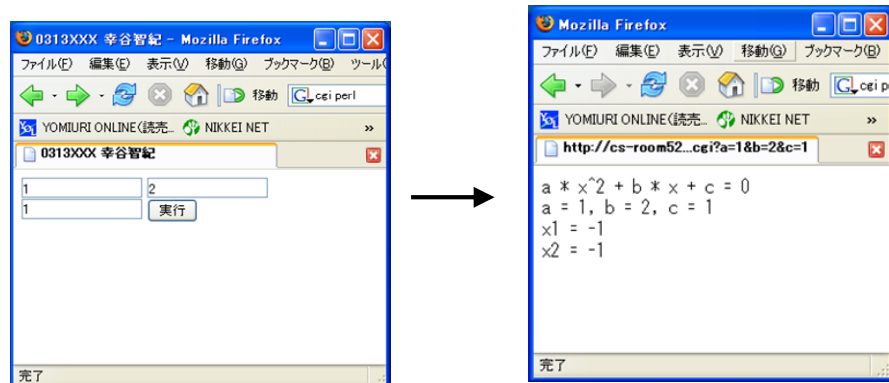 0313XXX 幸谷智紀 - Mozilla Firefox
ファイル(F) 編集(E) 表示(V) 移動(G) ブックマーク(B) ツール(
移動 G cgi perl
YOMIURI ONLINE(読売... NIKKEI NET »
0313XXX 幸谷智紀
1 2
1 実行
完了
Mozilla Firefox
ファイル(F) 編集(E) 表示(V) 移動(G) ブックマーク(B)
移動 G cgi p
YOMIURI ONLINE(読売... NIKKEI NET »
http://cs-room52...cgi?a=1&b=2&c=1
a * x^2 + b * x + c = 0
a = 1, b = 2, c = 1
x1 = -1
x2 = -1
完了